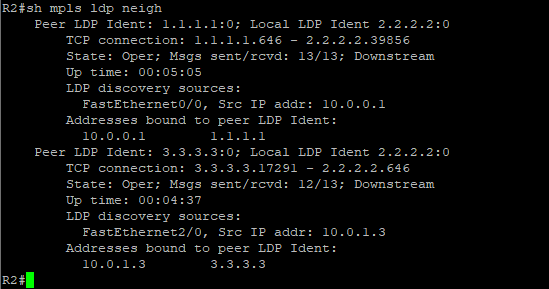 R2#sh mpls ldp neigh
    Peer LDP Ident: 1.1.1.1:0; Local LDP Ident 2.2.2.2:0
        TCP connection: 1.1.1.1.646 - 2.2.2.2.39856
        State: Oper; Msgs sent/rcvd: 13/13; Downstream
        Up time: 00:05:05
        LDP discovery sources:
          FastEthernet0/0, Src IP addr: 10.0.0.1
        Addresses bound to peer LDP Ident:
          10.0.0.1        1.1.1.1
    Peer LDP Ident: 3.3.3.3:0; Local LDP Ident 2.2.2.2:0
        TCP connection: 3.3.3.3.17291 - 2.2.2.2.646
        State: Oper; Msgs sent/rcvd: 12/13; Downstream
        Up time: 00:04:37
        LDP discovery sources:
          FastEthernet2/0, Src IP addr: 10.0.1.3
        Addresses bound to peer LDP Ident:
          10.0.1.3        3.3.3.3
R2#